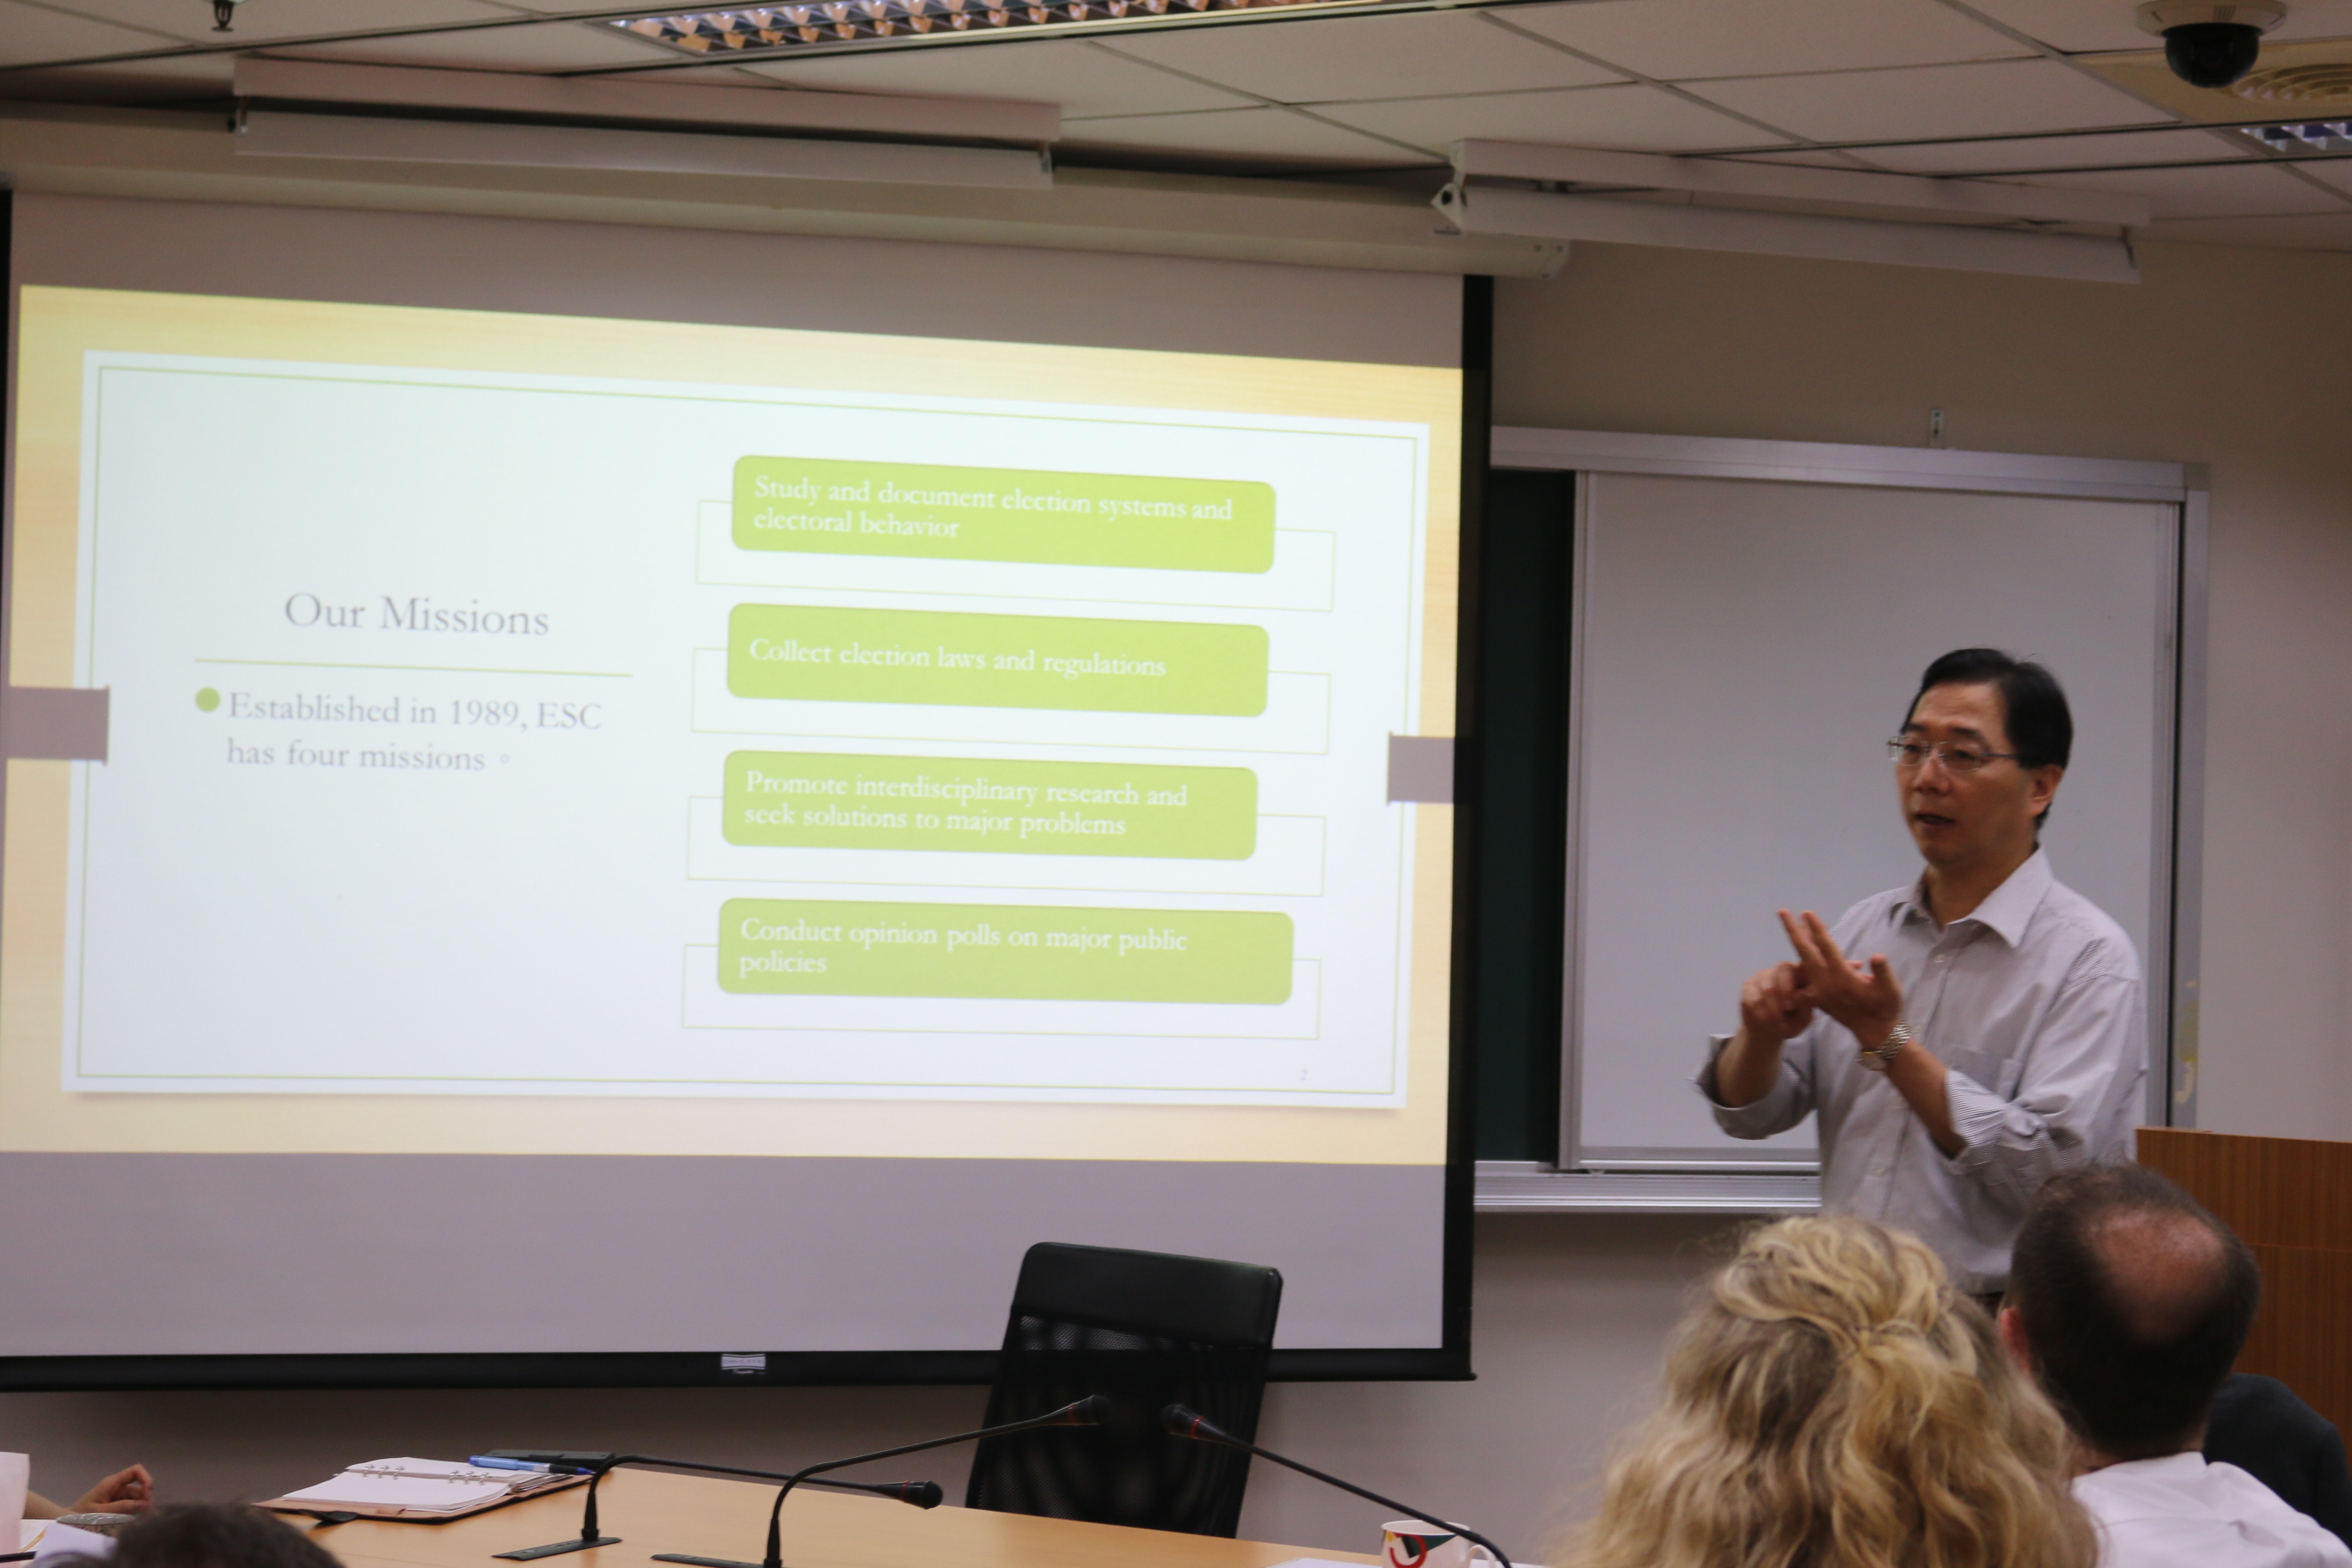 Our Missions
Established in 1989, ESC
has four missions 。
Study and document election systems and
electoral behavior
Collect election laws and regulations
Promote interdisciplinary research and
seek solutions to major problems
Conduct opinion polls on major public
policies
2